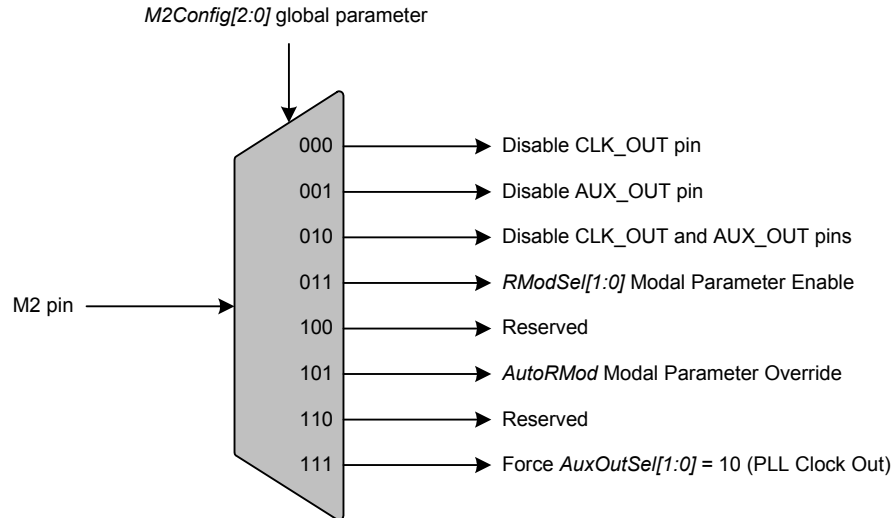 M2Config[2:0] global parameter
000 Disable CLK_OUT pin
001 Disable AUX_OUT pin
010 Disable CLK_OUT and AUX_OUT pins
011 RModSel[1:0] Modal Parameter Enable
M2 pin
100 Reserved
101 AutoRMod Modal Parameter Override
110 Reserved
111 Force AuxOutSel[1:0] = 10 (PLL Clock Out)